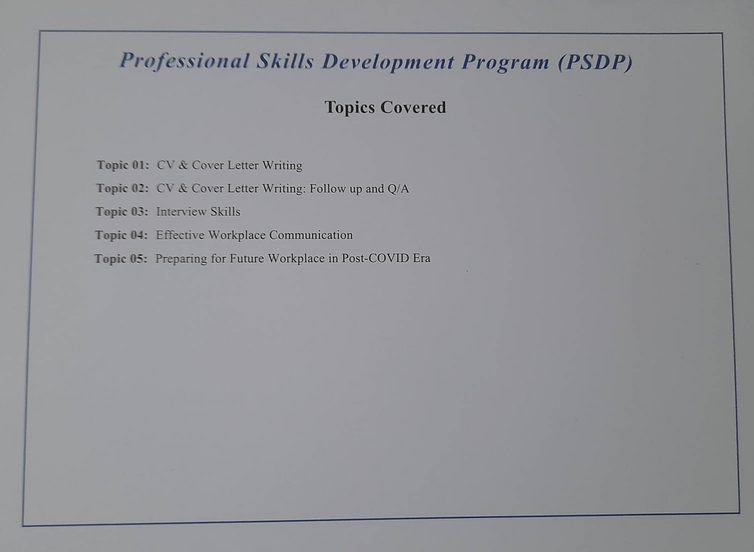 Professional Skills Development Program (PSDP)
Topics Covered
Topic 01: CV & Cover Letter Writing
Topic 02: CV & Cover Letter Writing: Follow up and Q/A
Topic 03: Interview Skills
Topic 04: Effective Workplace Communication
Topic 05: Preparing for Future Workplace in Post-COVID Era